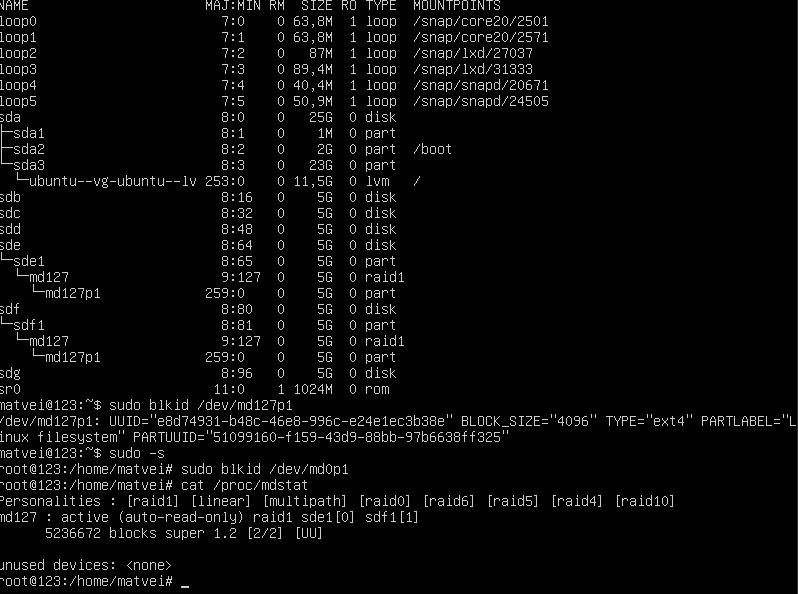 NAME MAJ:MIN RM SIZE RO TYPE MOUNTPOINTS
loop0 7:0 0 63,8M 1 loop /snap/core20/2501
loop1 7:1 0 63,8M 1 loop /snap/core20/2571
loop2 7:2 0 87M 1 loop /snap/lxd/27037
loop3 7:3 0 89,4M 1 loop /snap/lxd/31333
loop4 7:4 0 40,4M 1 loop /snap/snapd/20671
loop5 7:5 0 50,9M 1 loop /snap/snapd/24505
sda 8:0 0 25G 0 disk
├─sda1 8:1 0 1M 0 part
├─sda2 8:2 0 2G 0 part /boot
└─sda3 8:3 0 23G 0 part
└─ubuntu--vg-ubuntu--lv 253:0 0 11,5G 0 lvm /
sdb 8:16 0 5G 0 disk
sdc 8:32 0 5G 0 disk
sdd 8:48 0 5G 0 disk
sde 8:64 0 5G 0 disk
└─sde1 8:65 0 5G 0 part
└─md127 9:127 0 5G 0 raid1
└─md127p1 259:0 0 5G 0 part
sdf 8:80 0 5G 0 disk
└─sdf1 8:81 0 5G 0 part
└─md127 9:127 0 5G 0 raid1
└─md127p1 259:0 0 5G 0 part
sdg 8:96 0 5G 0 disk
sr0 11:0 1 1024M 0 rom
matvei@123:~$ sudo blkid /dev/md127p1
/dev/md127p1: UUID="e8d74931-b48c-46e8-996c-e24e1ec3b38e" BLOCK_SIZE="4096" TYPE="ext4" PARTLABEL="L
inux filesystem" PARTUUID="51099160-f159-43d9-88bb-97b6638ff325"
matvei@123:~$ sudo -s
root@123:/home/matvei# sudo blkid /dev/md0p1
root@123:/home/matvei# cat /proc/mdstat
Personalities : [raid1] [linear] [multipath] [raid0] [raid6] [raid5] [raid4] [raid10]
md127 : active (auto-read-only) raid1 sde1[0] sdf1[1]
5236672 blocks super 1.2 [2/2] [UU]
unused devices: <none>
root@123:/home/matvei# _